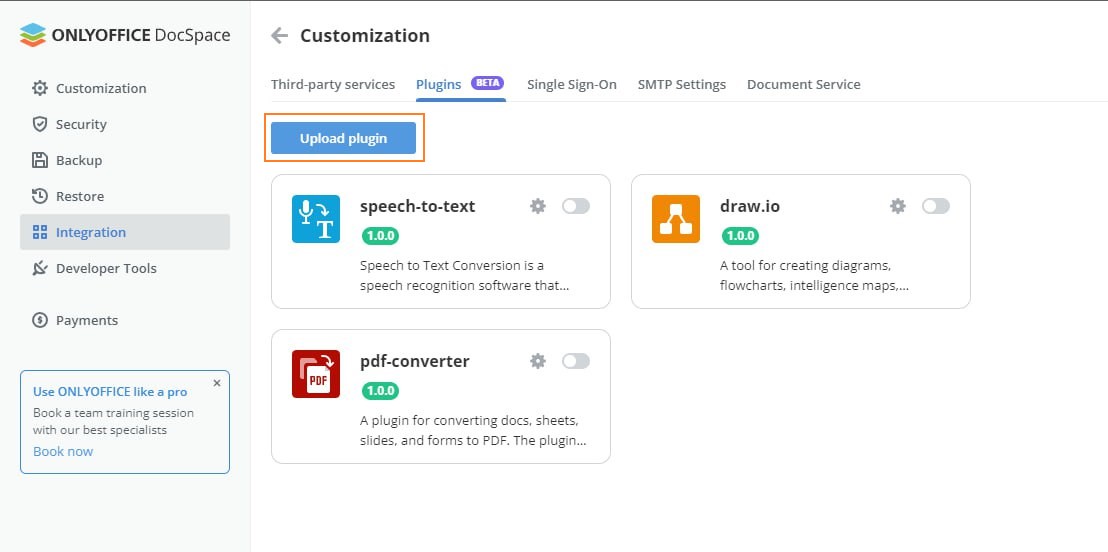 ONLYOFFICE DocSpace
Customization
Security
Backup
Restore
Integration
Developer Tools
Payments
Use ONLYOFFICE like a pro
Book a team training session
with our best specialists
Book now
Customization
Third-party services
Plugins BETA
Single Sign-On
SMTP Settings
Document Service
Upload plugin
speech-to-text
1.0.0
Speech to Text Conversion is a
speech recognition software that...
T
draw.io
1.0.0
A tool for creating diagrams,
flowcharts, intelligence maps,...
pdf-converter
1.0.0
A plugin for converting docs, sheets,
slides, and forms to PDF. The plugin...
PDF